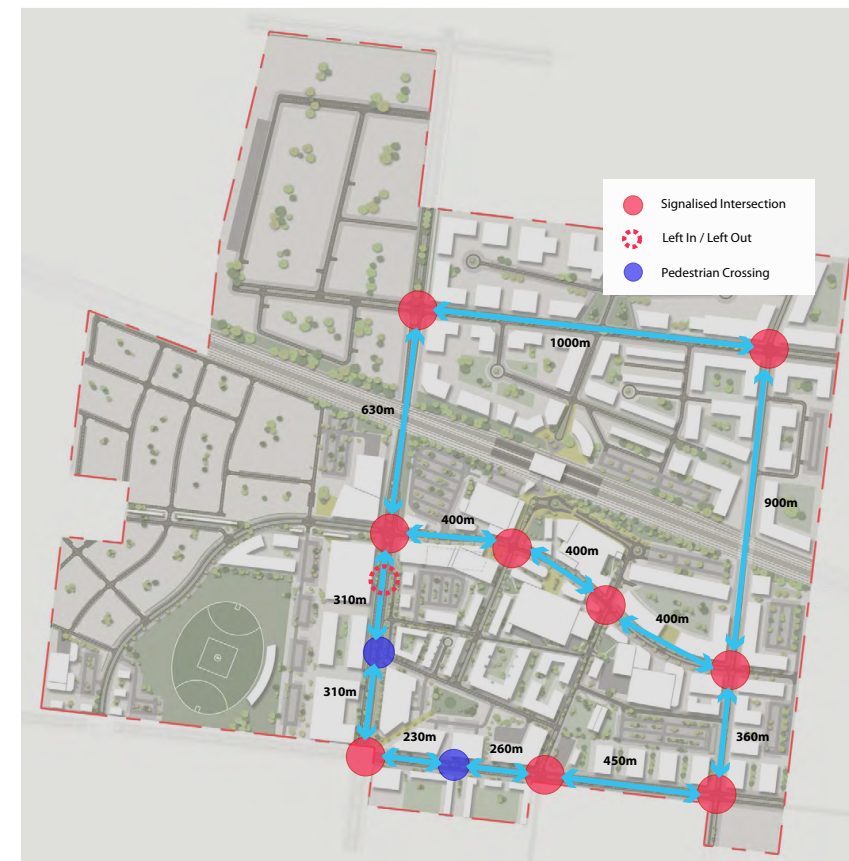 Signalised Intersection
Left In / Left Out
Pedestrian Crossing
1000m
630m
900m
400m
400m
310m
400m
310m
230m
260m
450m
360m